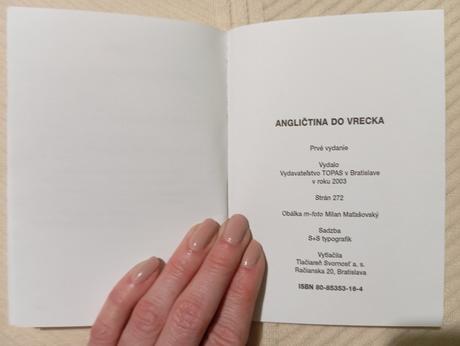 ANGLIČTINA DO VRECKA
Prvé vydanie
Vydalo
Vydavateľstvo TOPAS v Bratislave
v roku 2003
Strán 272
Obálka m-foto Milan Maťašovský
Sadzba
S+S typografik
Vytlačila
Tlačiareň Svornosť a. s.
Račianska 20, Bratislava
ISBN 80-85353-16-4